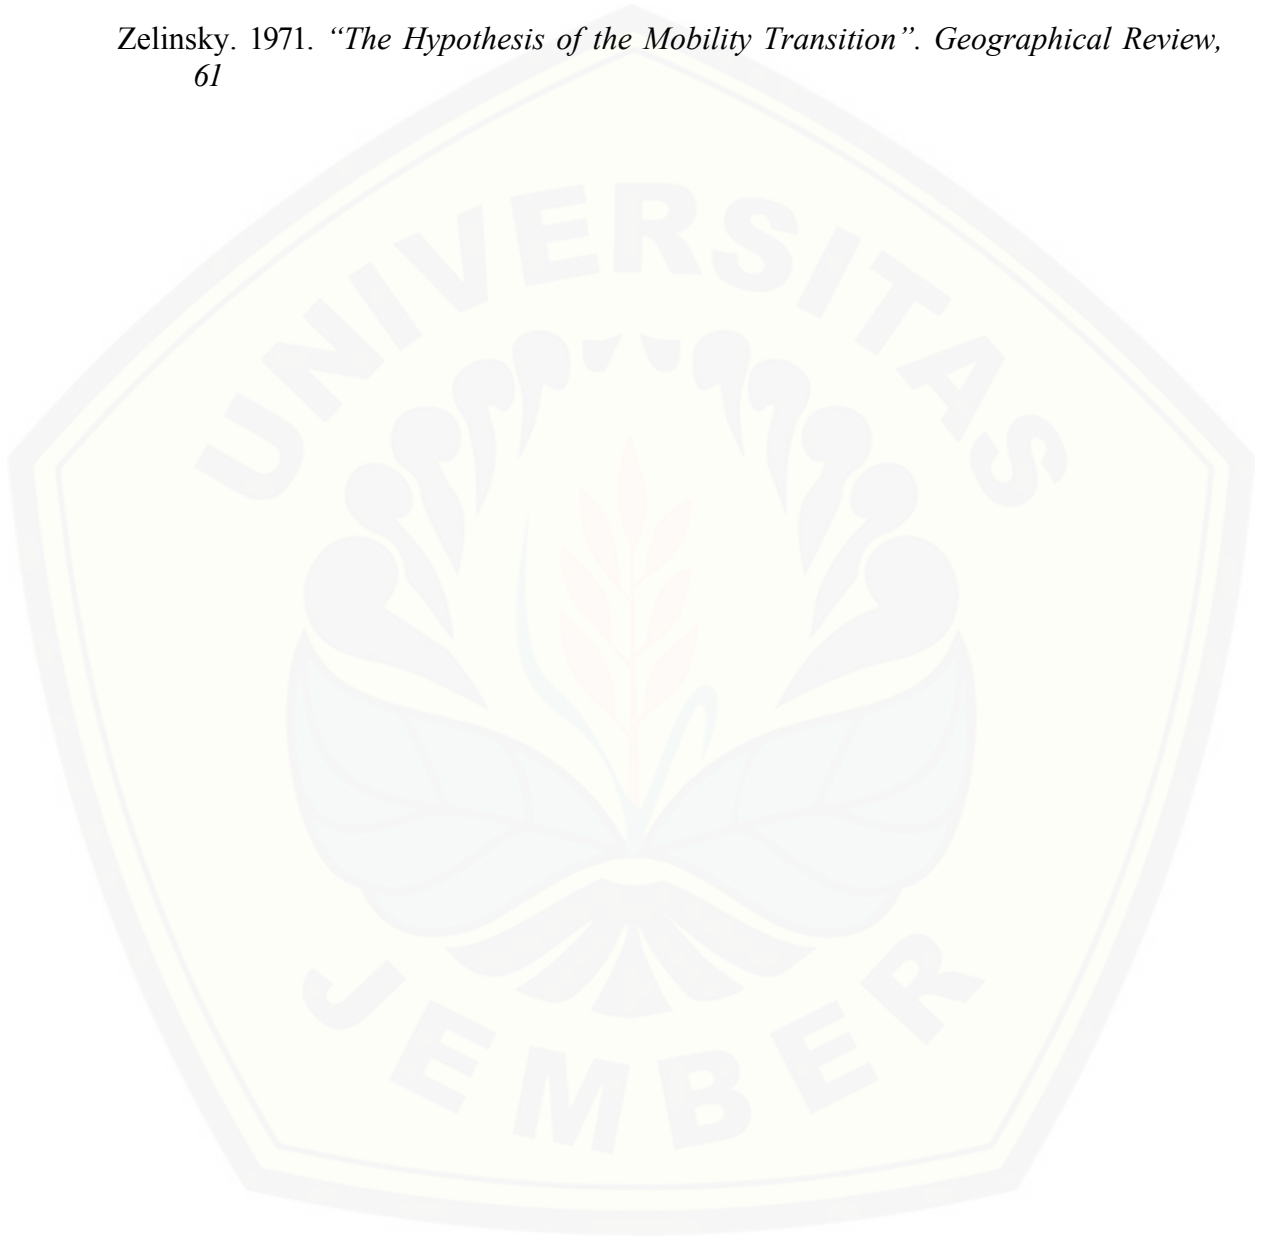 Zelinsky. 1971. “The Hypothesis of the Mobility Transition”. Geographical Review,
61
UNIVERSITAS
JEMBER